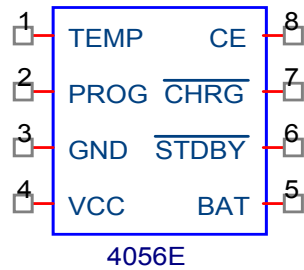 1 TEMP CE 8
2 PROG CHRG 7
3 GND STDBY 6
4 VCC BAT 5
4056E